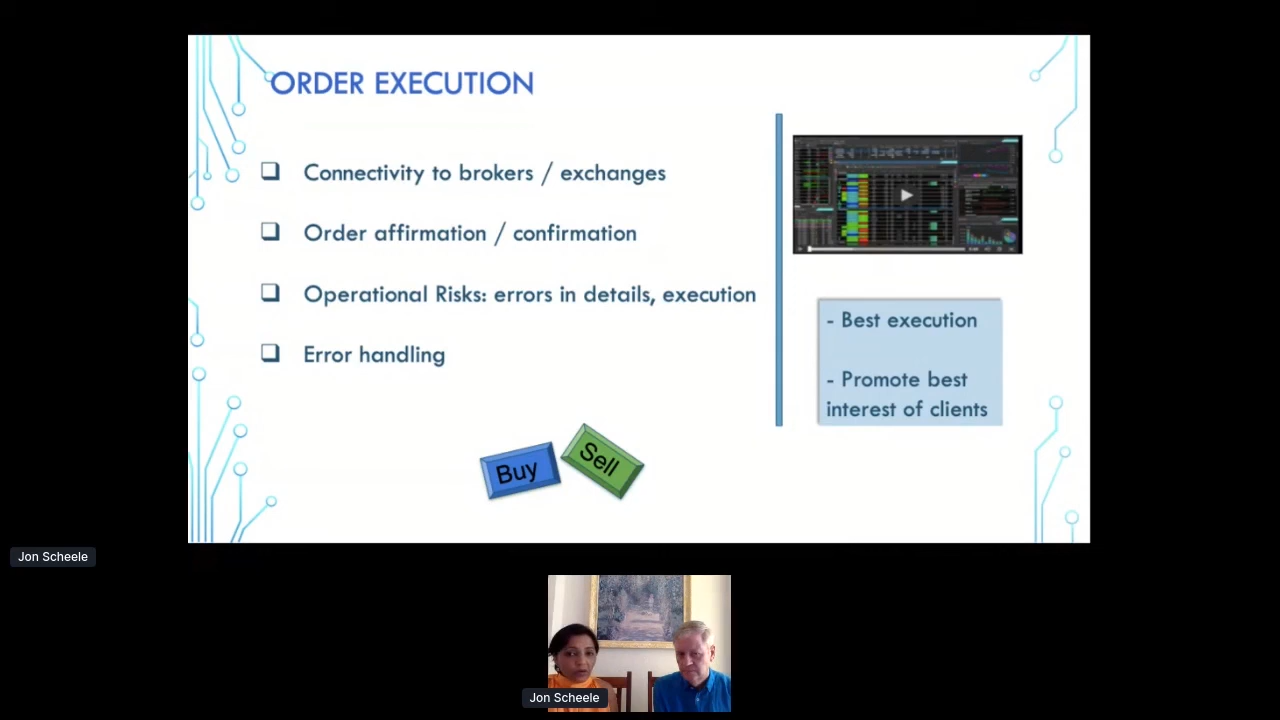 ORDER EXECUTION
Connectivity to brokers / exchanges
Order affirmation / confirmation
Operational Risks: errors in details, execution
Error handling
Buy
Sell
- Best execution
- Promote best
interest of clients
Jon Scheele
Jon Scheele